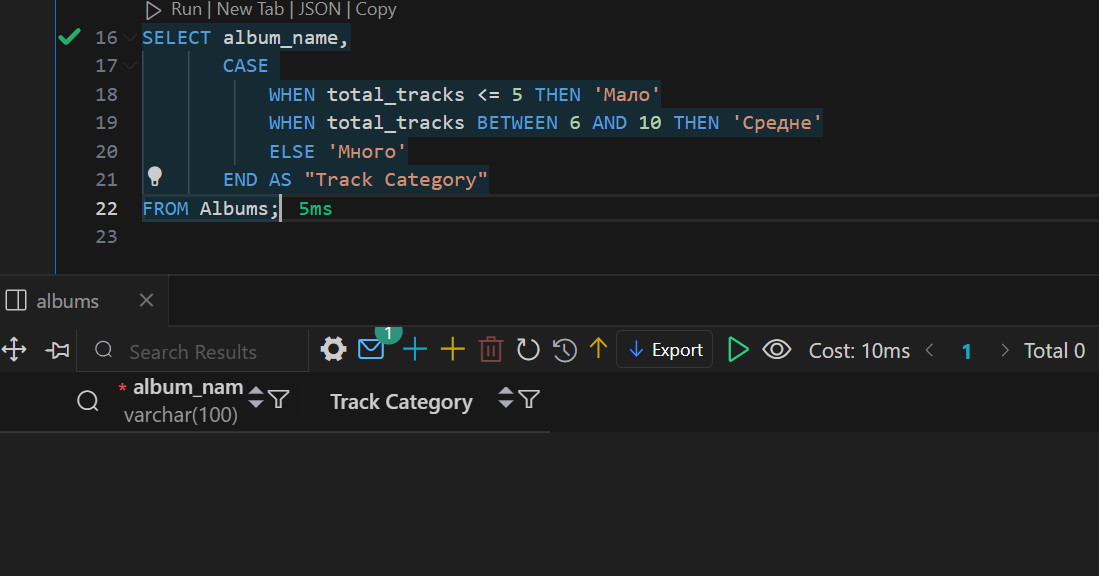 Run | New Tab | JSON | Copy
16 SELECT album_name,
17 CASE
18 WHEN total_tracks <= 5 THEN 'Мало'
19 WHEN total_tracks BETWEEN 6 AND 10 THEN 'Средне'
20 ELSE 'Много'
21 END AS "Track Category"
22 FROM Albums; 5ms
23
albums
Search Results 1 Export Cost: 10ms 1 Total 0
* album_nam Track Category
varchar(100)